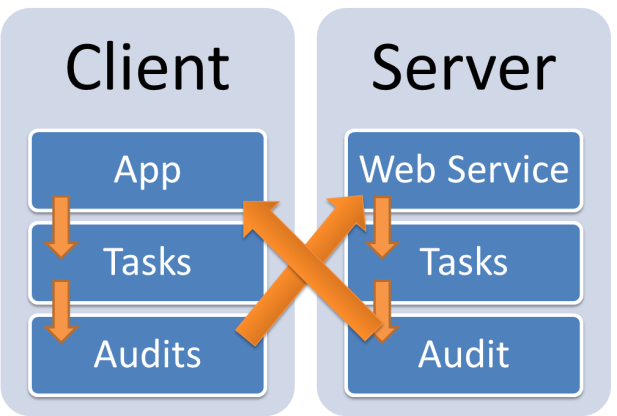 Client
App
Tasks
Audits
Server
Web Service
Tasks
Audit